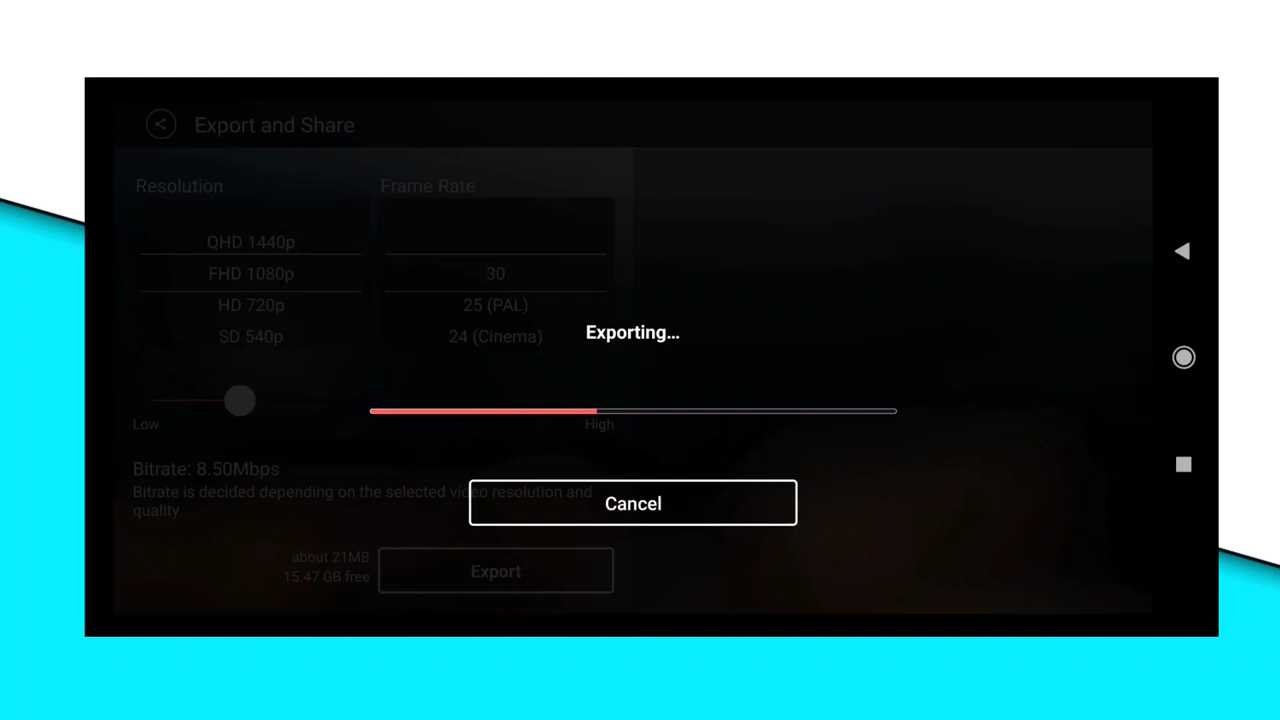 Export and Share
Resolution
Frame Rate
QHD 1440p
FHD 1080p
30
HD 720p
25 (PAL)
SD 540p
24 (Cinema)
Exporting...
Low
High
Bitrate: 8.50Mbps
Bitrate is decided depending on the selected video resolution and
quality.
Cancel
about 21MB
15.47 GB free
Export